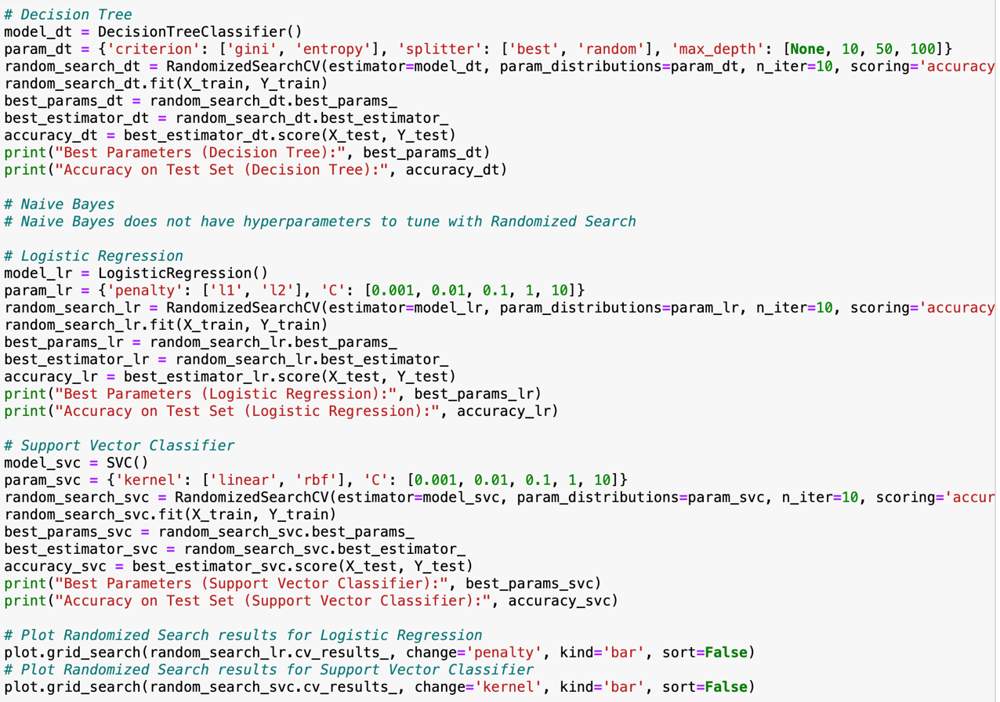 # Decision Tree
model_dt = DecisionTreeClassifier()
param_dt = {'criterion': ['gini', 'entropy'], 'splitter': ['best', 'random'], 'max_depth': [None, 10, 50, 100]}
random_search_dt = RandomizedSearchCV(estimator=model_dt, param_distributions=param_dt, n_iter=10, scoring='accuracy
random_search_dt.fit(X_train, Y_train)
best_params_dt = random_search_dt.best_params_
best_estimator_dt = random_search_dt.best_estimator_
accuracy_dt = best_estimator_dt.score(X_test, Y_test)
print("Best Parameters (Decision Tree):", best_params_dt)
print("Accuracy on Test Set (Decision Tree):", accuracy_dt)

# Naive Bayes
# Naive Bayes does not have hyperparameters to tune with Randomized Search

# Logistic Regression
model_lr = LogisticRegression()
param_lr = {'penalty': ['l1', 'l2'], 'C': [0.001, 0.01, 0.1, 1, 10]}
random_search_lr = RandomizedSearchCV(estimator=model_lr, param_distributions=param_lr, n_iter=10, scoring='accuracy
random_search_lr.fit(X_train, Y_train)
best_params_lr = random_search_lr.best_params_
best_estimator_lr = random_search_lr.best_estimator_
accuracy_lr = best_estimator_lr.score(X_test, Y_test)
print("Best Parameters (Logistic Regression):", best_params_lr)
print("Accuracy on Test Set (Logistic Regression):", accuracy_lr)

# Support Vector Classifier
model_svc = SVC()
param_svc = {'kernel': ['linear', 'rbf'], 'C': [0.001, 0.01, 0.1, 1, 10]}
random_search_svc = RandomizedSearchCV(estimator=model_svc, param_distributions=param_svc, n_iter=10, scoring='accur
random_search_svc.fit(X_train, Y_train)
best_params_svc = random_search_svc.best_params_
best_estimator_svc = random_search_svc.best_estimator_
accuracy_svc = best_estimator_svc.score(X_test, Y_test)
print("Best Parameters (Support Vector Classifier):", best_params_svc)
print("Accuracy on Test Set (Support Vector Classifier):", accuracy_svc)

# Plot Randomized Search results for Logistic Regression
plot.grid_search(random_search_lr.cv_results_, change='penalty', kind='bar', sort=False)
# Plot Randomized Search results for Support Vector Classifier
plot.grid_search(random_search_svc.cv_results_, change='kernel', kind='bar', sort=False)